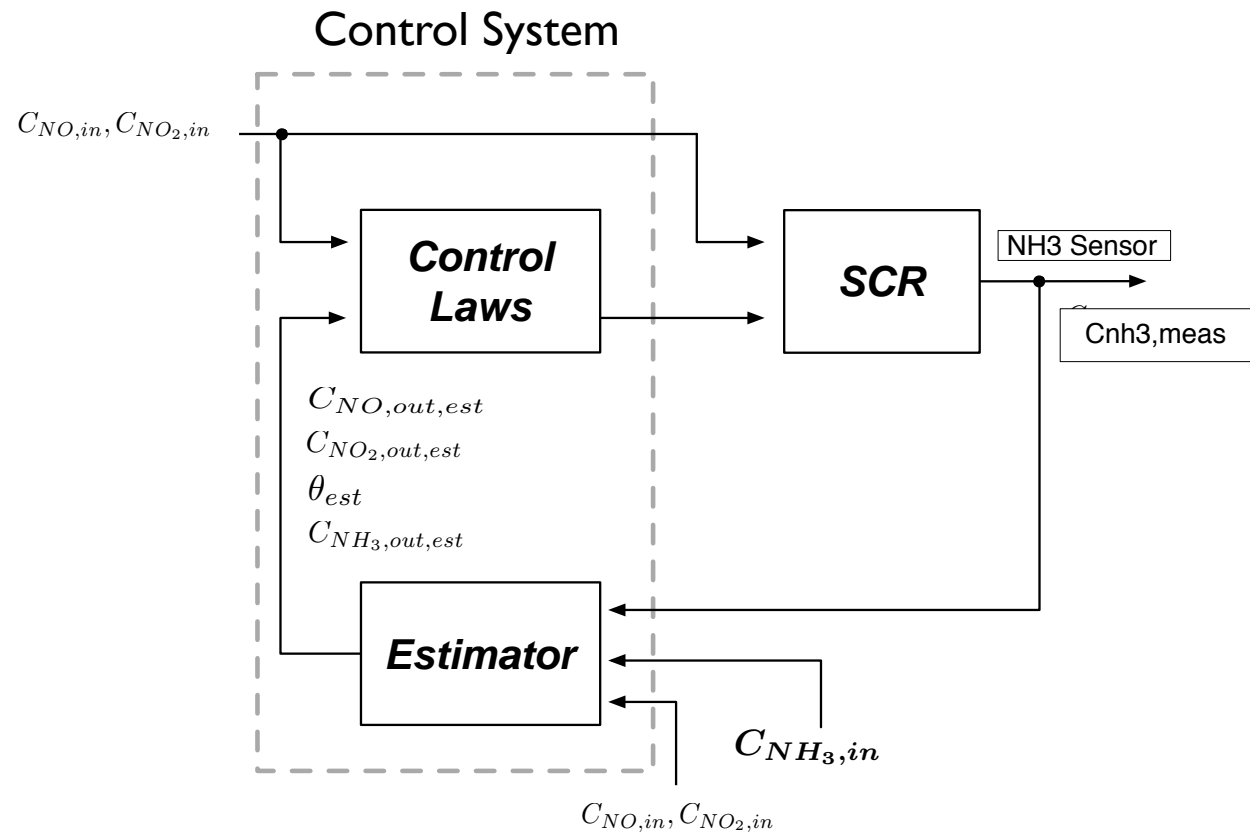 Control System
C_{NO,in}, C_{NO_2,in}
Control
Laws
SCR
NH3 Sensor
Cnh3,meas
C_{NO,out,est}
C_{NO_2,out,est}
θ_{est}
C_{NH_3,out,est}
Estimator
C_{NH_3,in}
C_{NO,in}, C_{NO_2,in}